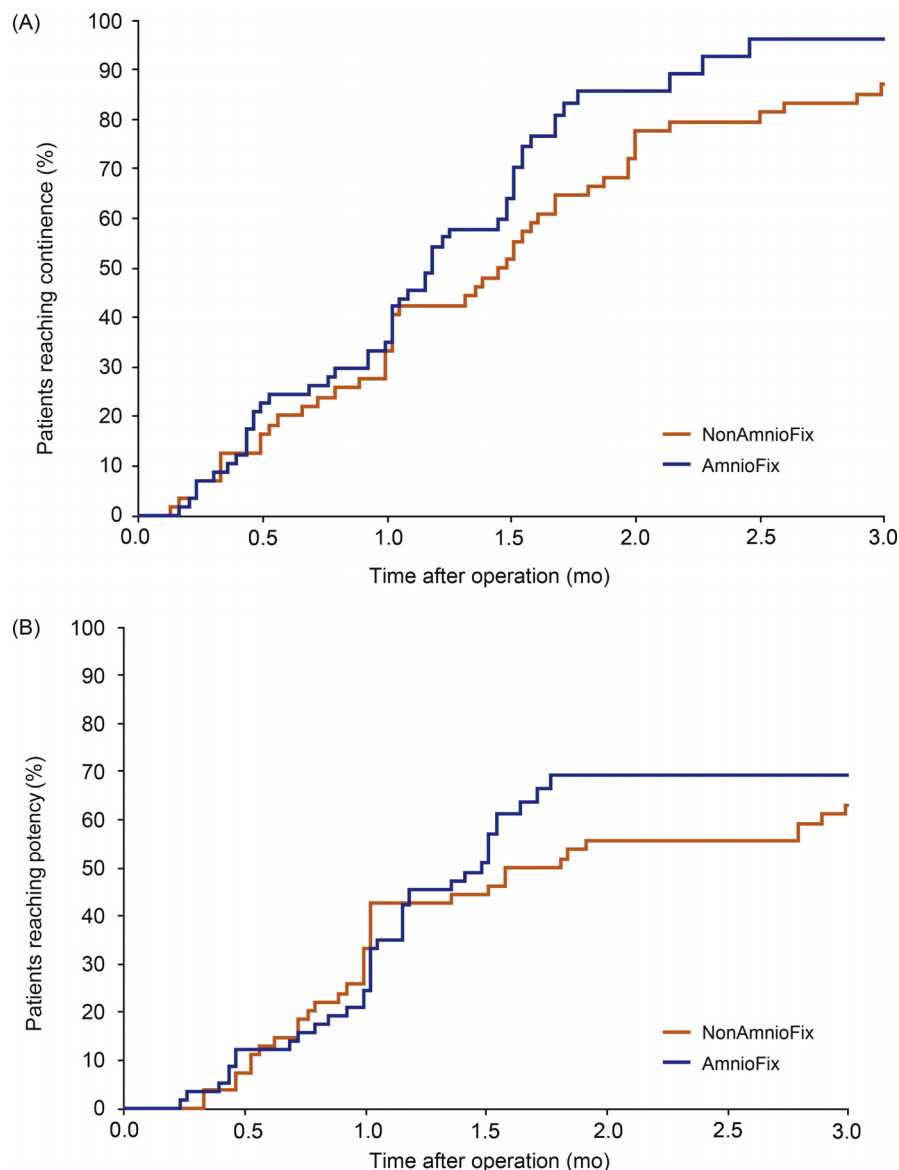 (A)
100
90
80
70
60
50
40
30
20
10
0
Patients reaching continence (%)
NonAmnioFix
AmnioFix
0.0 0.5 1.0 1.5 2.0 2.5 3.0
Time after operation (mo)
(B)
100
90
80
70
60
50
40
30
20
10
0
Patients reaching potency (%)
NonAmnioFix
AmnioFix
0.0 0.5 1.0 1.5 2.0 2.5 3.0
Time after operation (mo)